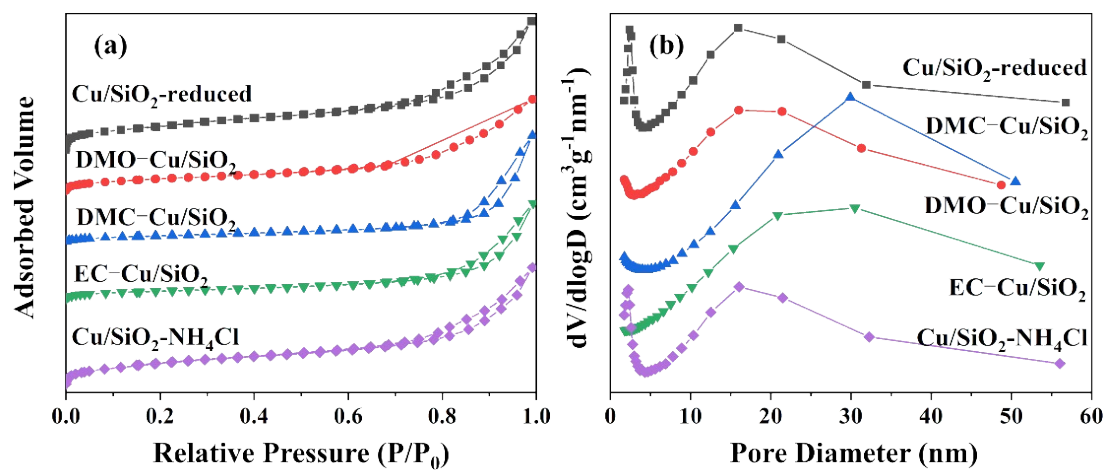 (a)
Cu/SiO₂-reduced
DMO−Cu/SiO₂
DMC−Cu/SiO₂
EC−Cu/SiO₂
Cu/SiO₂-NH₄Cl
Adsorbed Volume
0.0 0.2 0.4 0.6 0.8 1.0
Relative Pressure (P/P₀)
(b)
Cu/SiO₂-reduced
DMC−Cu/SiO₂
DMO−Cu/SiO₂
EC−Cu/SiO₂
Cu/SiO₂-NH₄Cl
dV/dlogD (cm³g⁻¹nm⁻¹)
0 10 20 30 40 50 60
Pore Diameter (nm)